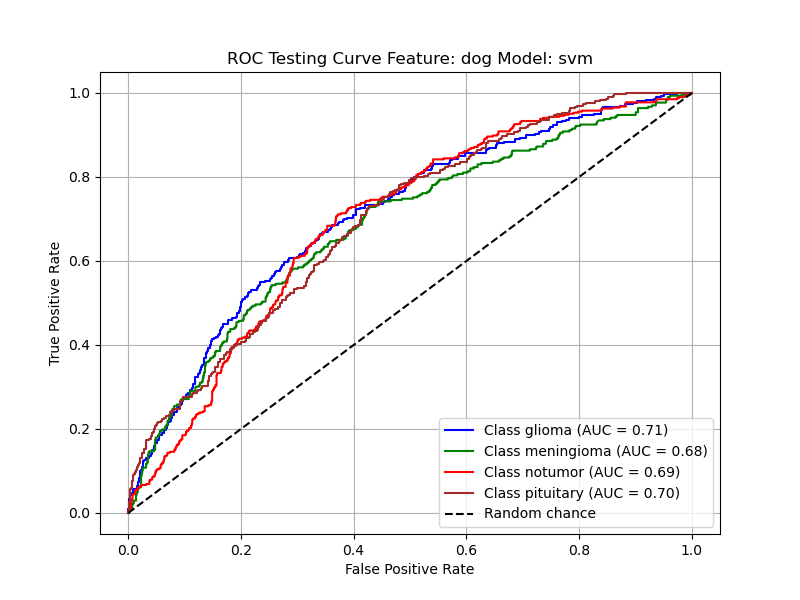 ROC Testing Curve Feature: dog Model: svm
True Positive Rate
1.0
0.8
0.6
0.4
0.2
0.0
Class glioma (AUC = 0.71)
Class meningioma (AUC = 0.68)
Class notumor (AUC = 0.69)
Class pituitary (AUC = 0.70)
Random chance
0.0 0.2 0.4 0.6 0.8 1.0
False Positive Rate